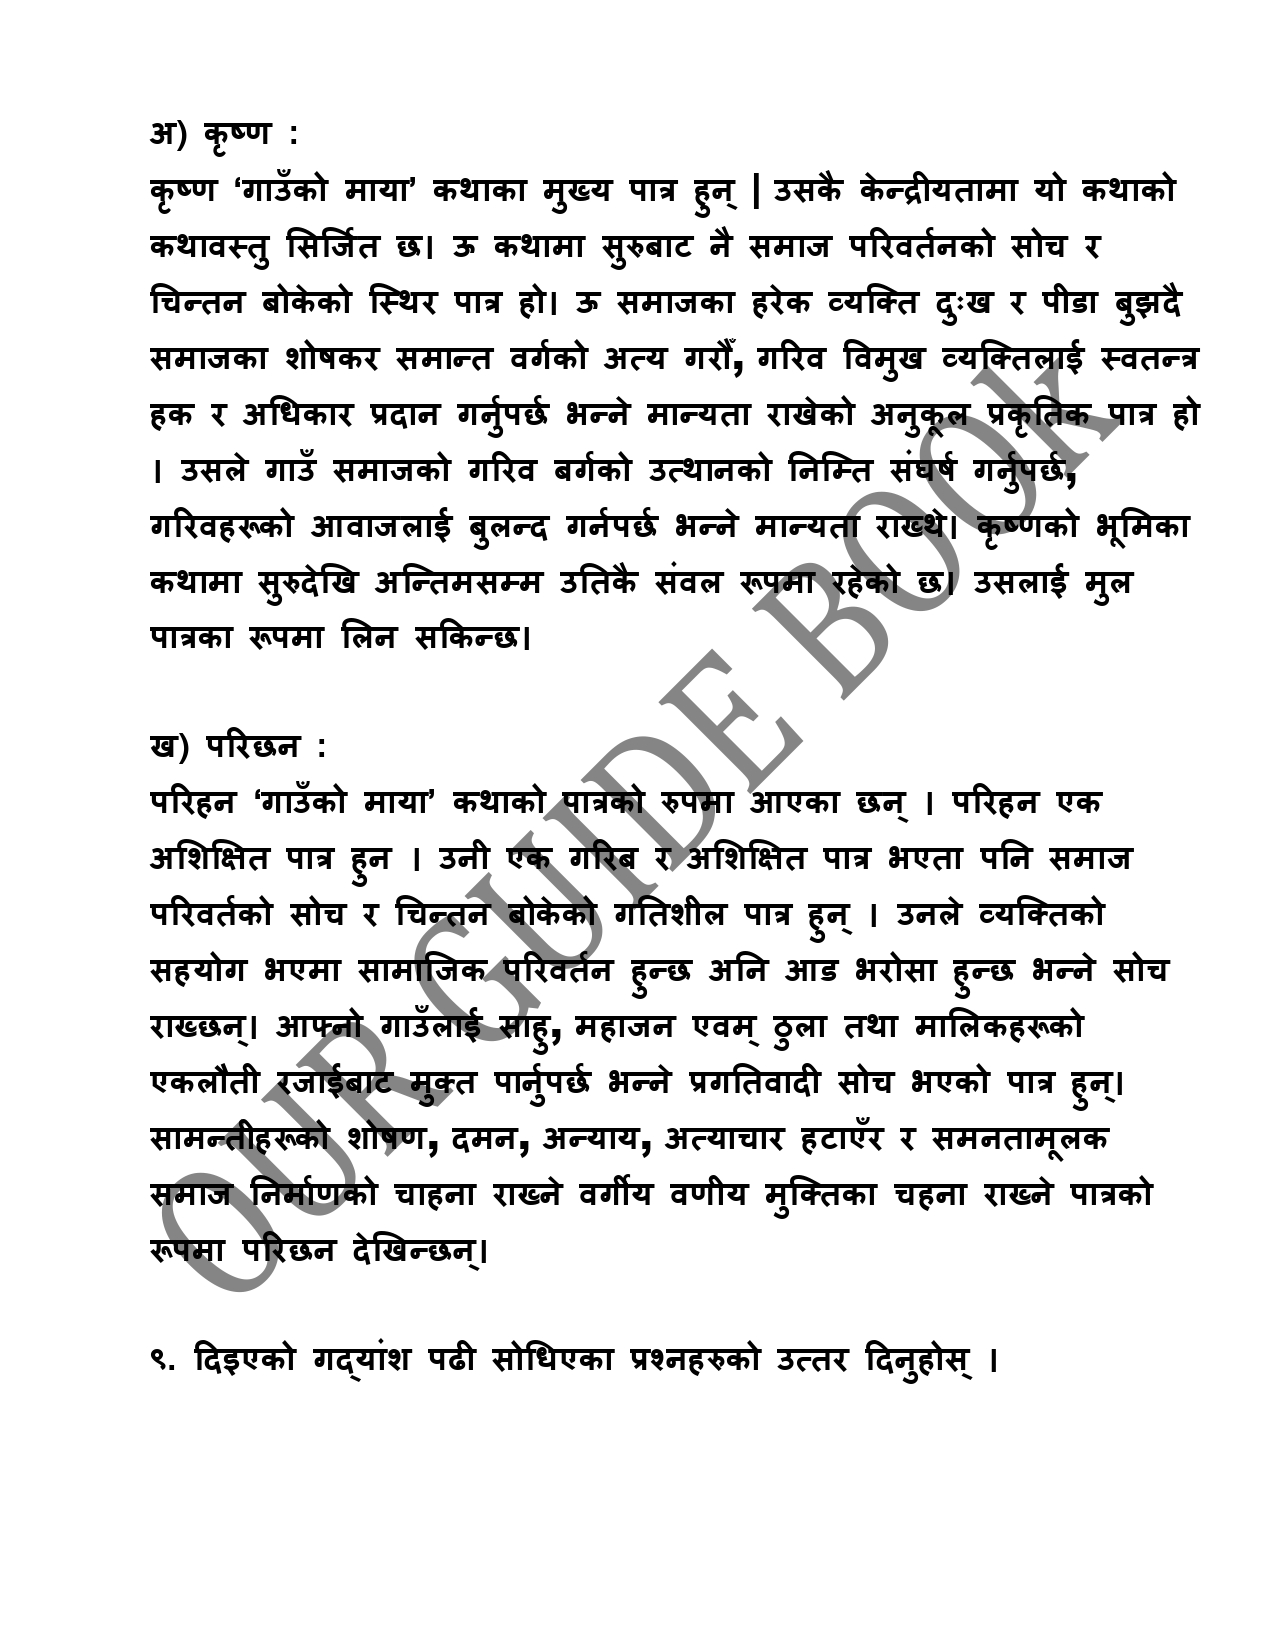 अ) कृष्ण :
कृष्ण ‘गाउँको माया’ कथाका मुख्य पात्र हुन् | उसकै केन्द्रीयतामा यो कथाको
कथावस्तु सिर्जित छ। ऊ कथामा सुरुबाट नै समाज परिवर्तनको सोच र
चिन्तन बोकेको स्थिर पात्र हो। ऊ समाजका हरेक व्यक्ति दुःख र पीडा बुझदै
समाजका शोषकर समान्त वर्गको अत्य गरौँ, गरिव विमुख व्यक्तिलाई स्वतन्त्र
हक र अधिकार प्रदान गर्नुपर्छ भन्ने मान्यता राखेको अनुकूल प्रकृतिक पात्र हो
। उसले गाउँ समाजको गरिव बर्गको उत्थानको निम्ति संघर्ष गर्नुपर्छ,
गरिवहरूको आवाजलाई बुलन्द गर्नपर्छ भन्ने मान्यता राख्थे। कृष्णको भूमिका
कथामा सुरुदेखि अन्तिमसम्म उतिकै संवल रूपमा रहेको छ। उसलाई मुल
पात्रका रूपमा लिन सकिन्छ।
ख) परिछन :
परिहन ‘गाउँको माया’ कथाको पात्रको रुपमा आएका छन् । परिहन एक
अशिक्षित पात्र हुन । उनी एक गरिब र अशिक्षित पात्र भएता पनि समाज
परिवर्तको सोच र चिन्तन बोकेको गतिशील पात्र हुन् । उनले व्यक्तिको
सहयोग भएमा सामाजिक परिवर्तन हुन्छ अनि आड भरोसा हुन्छ भन्ने सोच
राख्छन्। आफ्नो गाउँलाई साहु, महाजन एवम् ठुला तथा मालिकहरूको
एकलौती रजाईबाट मुक्त पार्नुपर्छ भन्ने प्रगतिवादी सोच भएको पात्र हुन्।
सामन्तीहरूको शोषण, दमन, अन्याय, अत्याचार हटाएँर र समनतामूलक
समाज निर्माणको चाहना राख्ने वर्गीय वणीय मुक्तिका चहना राख्ने पात्रको
रूपमा परिछन देखिन्छन्।
९. दिइएको गद्यांश पढी सोधिएका प्रश्नहरुको उत्तर दिनुहोस् ।
OUR GUIDE BOOk